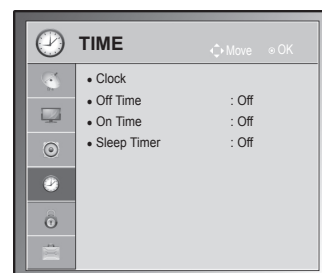 TIME
Move OK
• Clock
• Off Time : Off
• On Time : Off
• Sleep Timer : Off